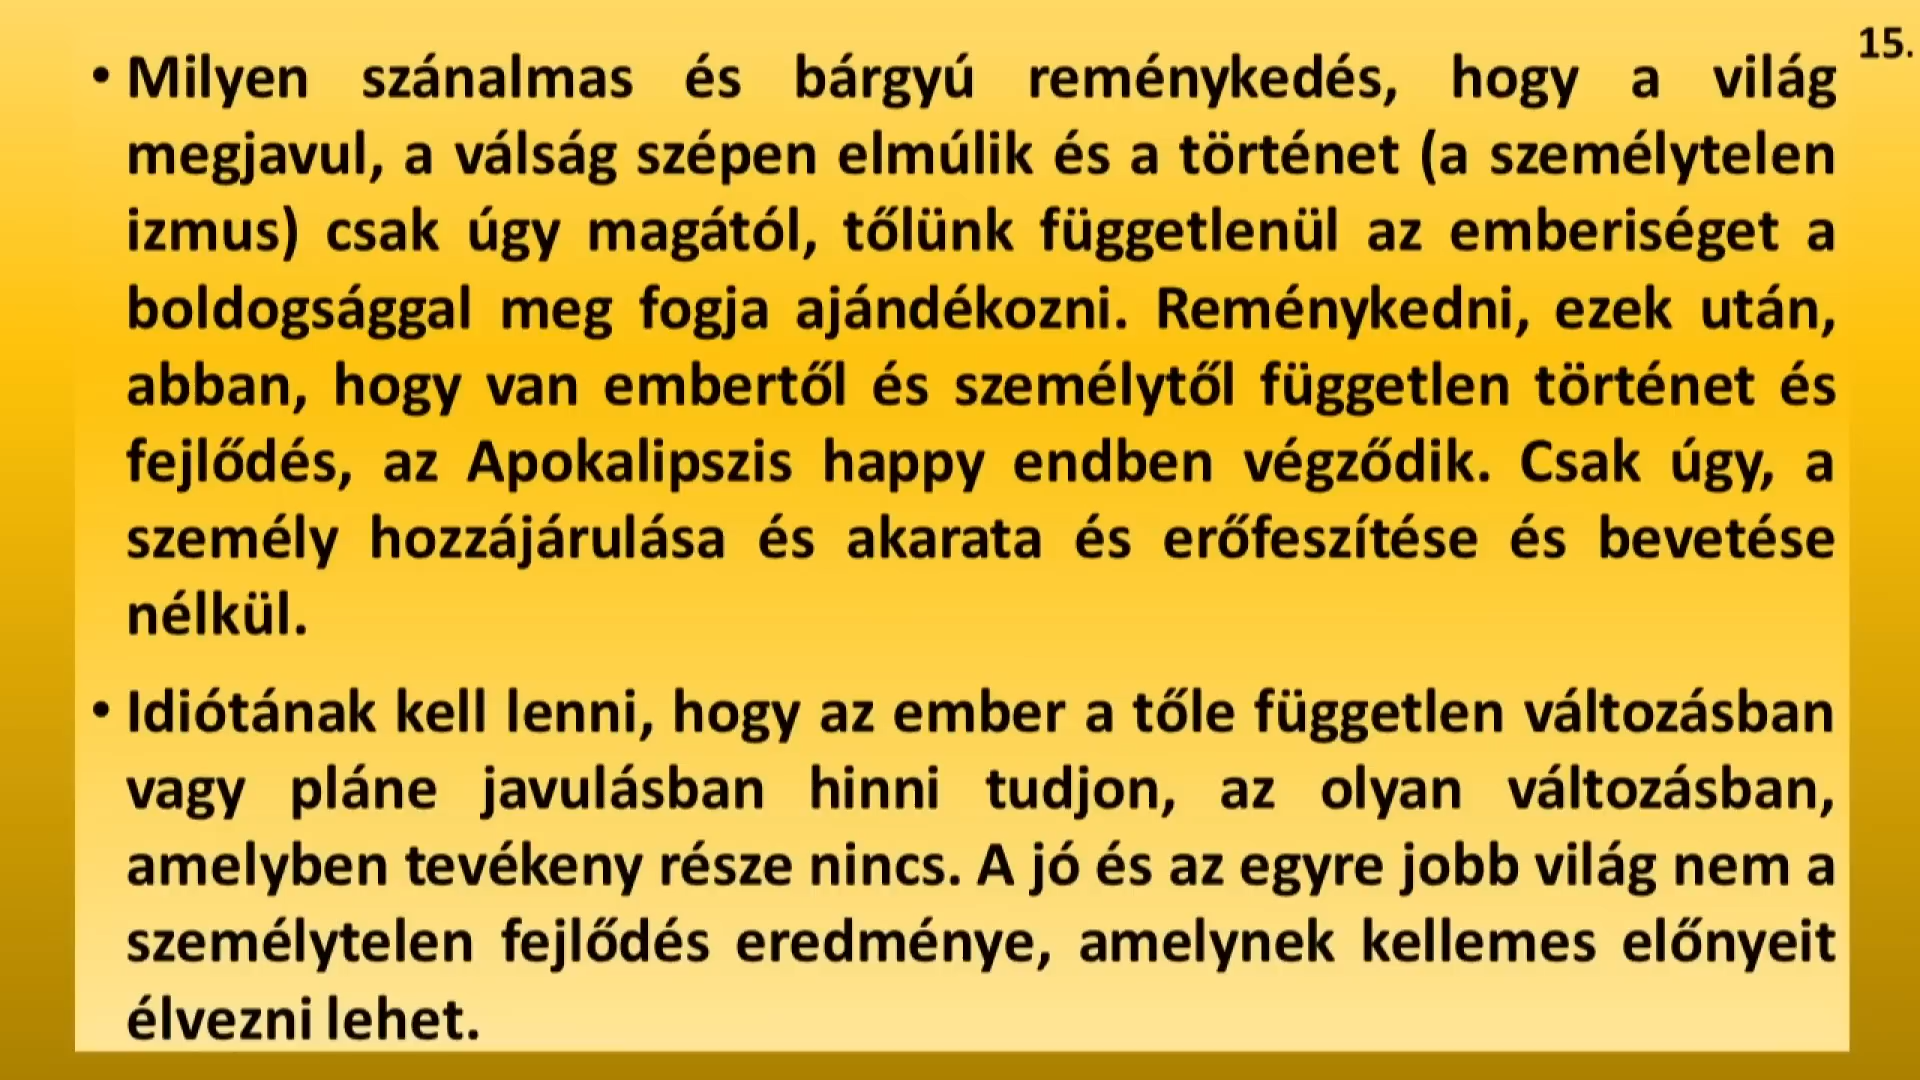 15.
• Milyen szánalmas és bárgyú reménykedés, hogy a világ
megjavul, a válság szépen elmúlik és a történet (a személytelen
izmus) csak úgy magától, tőlünk függetlenül az emberiséget a
boldogsággal meg fogja ajándékozni. Reménykedni, ezek után,
abban, hogy van embertől és személytől független történet és
fejlődés, az Apokalipszis happy endben végződik. Csak úgy, a
személy hozzájárulása és akarata és erőfeszítése és bevetése
nélkül.
• Idiótának kell lenni, hogy az ember a tőle független változásban
vagy pláne javulásban hinni tudjon, az olyan változásban,
amelyben tevékeny része nincs. A jó és az egyre jobb világ nem a
személytelen fejlődés eredménye, amelynek kellemes előnyeit
élvezni lehet.